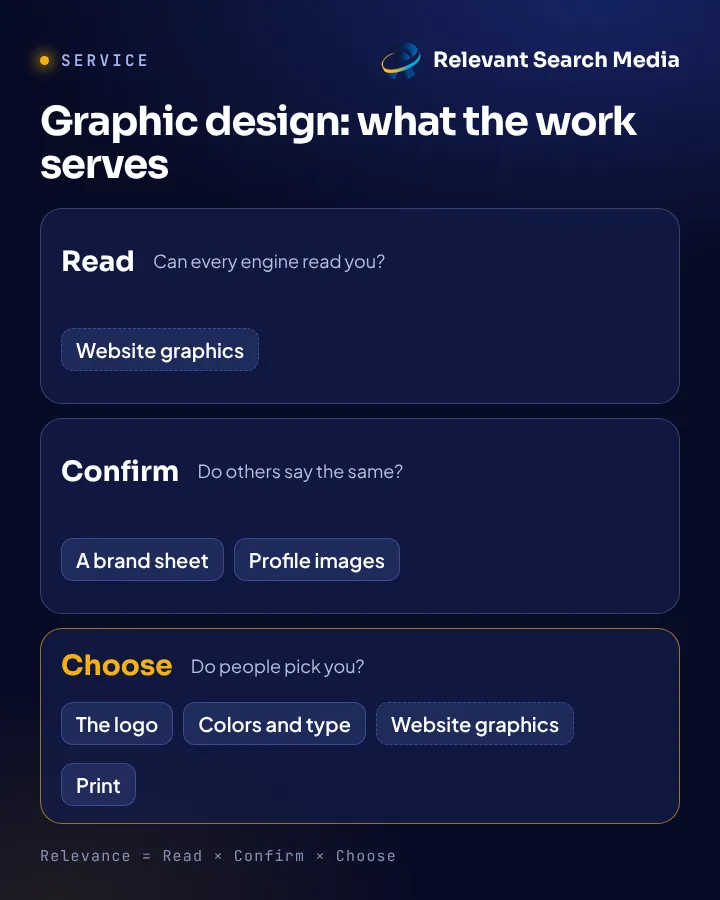 SERVICE
Relevant Search Media
Graphic design: what the work
serves
Read Can every engine read you?
Website graphics
Confirm Do others say the same?
A brand sheet Profile images
Choose Do people pick you?
The logo Colors and type Website graphics
Print
Relevance = Read × Confirm × Choose